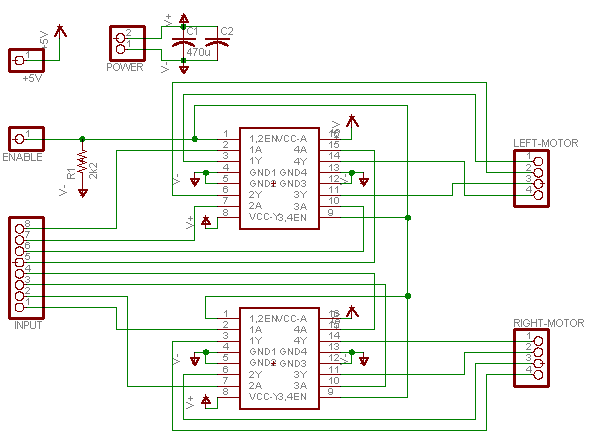 V+
C1
C2
470u
2
1
POWER
V-
+5V
1
+5V
1
ENABLE
R1
2k2
V-
1 1,2EN VCC-A 16
2 1A 4A 15
3 1Y 4Y 14
4 GND1 GND4 13
5 GND2 GND3 12
6 2Y 3Y 11
7 2A 3A 10
8 VCC-Y 3,4EN 9
V-
V-
V+
LEFT-MOTOR
1
2
3
4
8
7
6
5
4
3
2
1
INPUT
1 1,2EN VCC-A 16
2 1A 4A 15
3 1Y 4Y 14
4 GND1 GND4 13
5 GND2 GND3 12
6 2Y 3Y 11
7 2A 3A 10
8 VCC-Y 3,4EN 9
V-
V-
V+
RIGHT-MOTOR
1
2
3
4